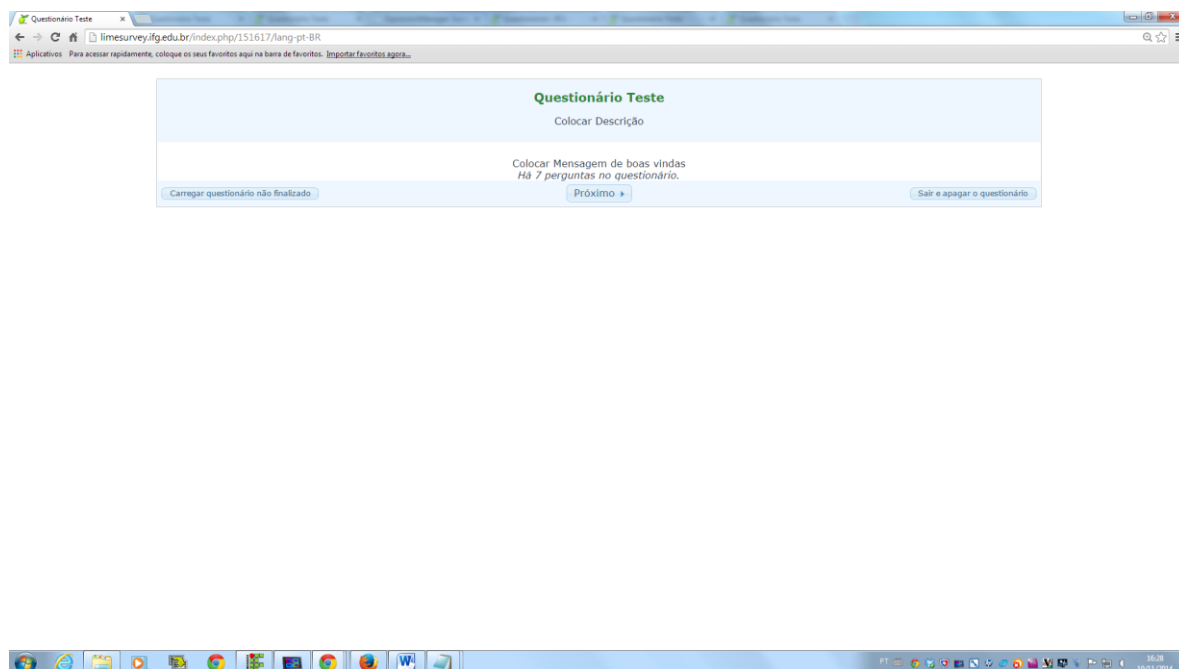 Questionário Teste
limesurvey.ifg.edu.br/index.php/151617/lang-pt-BR
Aplicativos Para acessar rapidamente, coloque os seus favoritos aqui na barra de favoritos. Importar favoritos agora...
Questionário Teste
Colocar Descrição
Colocar Mensagem de boas vindas
Há 7 perguntas no questionário.
Carregar questionário não finalizado Próximo Sair e apagar o questionário
PT
16:28